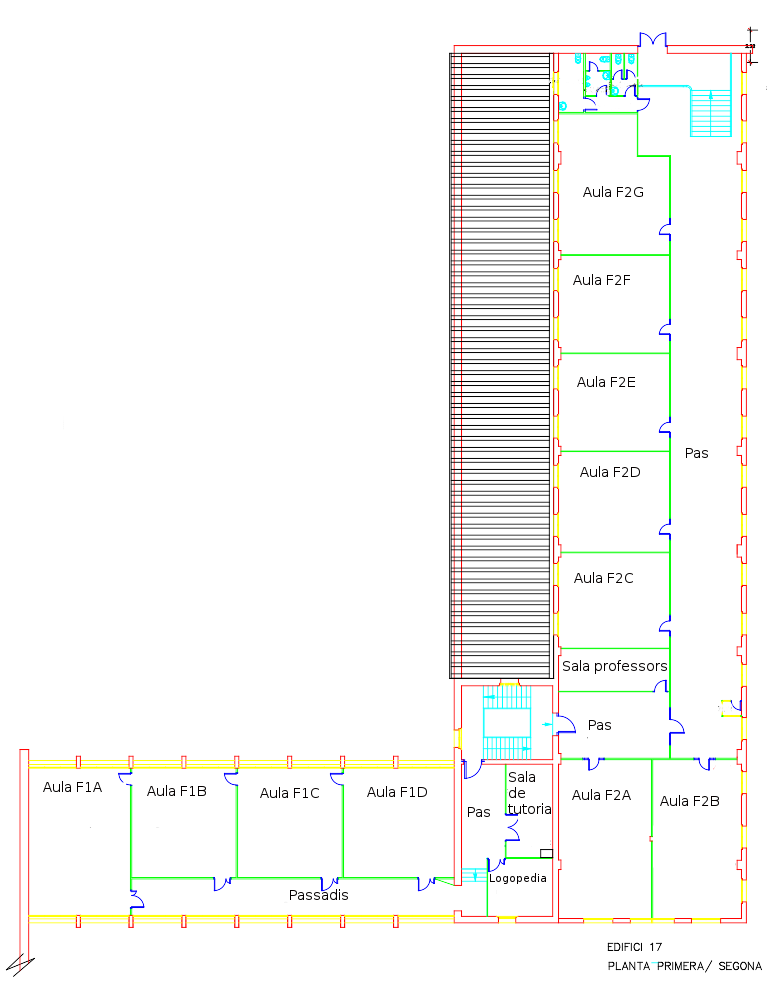 Aula F2G
Aula F2F
Aula F2E
Pas
Aula F2D
Aula F2C
Sala professors
Pas
Aula F1A
Aula F1B
Aula F1C
Aula F1D
Sala
de
tutoria
Pas
Aula F2A
Aula F2B
Logopedia
Passadis
EDIFICI 17
PLANTA PRIMERA/ SEGONA